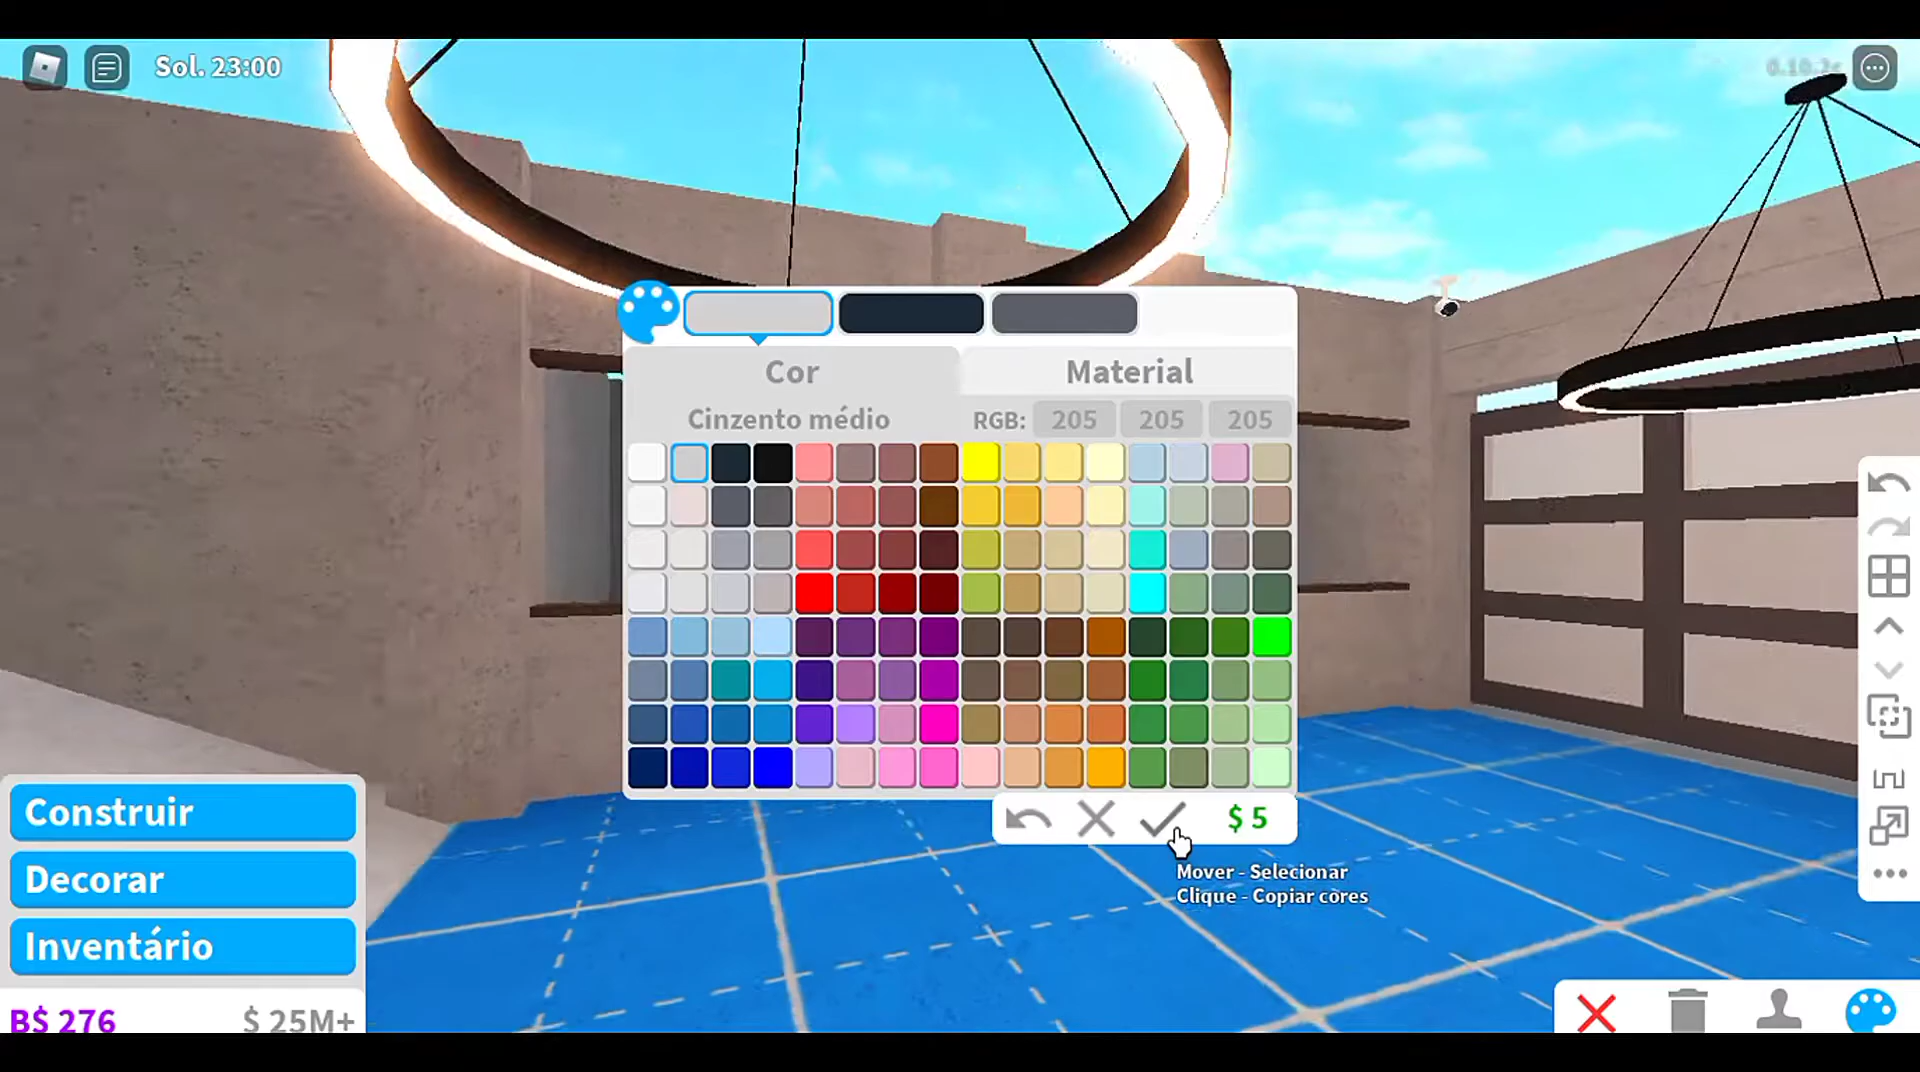 Sol. 23:00
Cor
Material
Cinzento médio
RGB: 205 205 205
$ 5
Mover - Selecionar
Clique - Copiar cores
Construir
Decorar
Inventário
B$ 276
$ 25M+